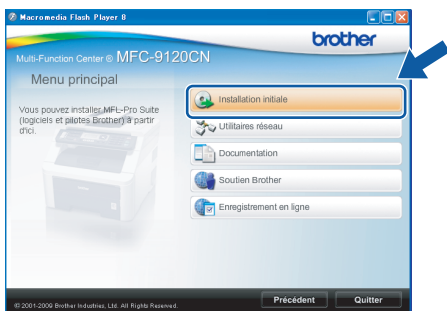 Macromedia Flash Player 8
brother
Multi-Function Center ® MFC-9120CN
Menu principal
Vous pouvez installer MFL-Pro Suite
(logiciels et pilotes Brother) à partir
d'ici.
Installation initiale
Utilitaires réseau
Documentation
Soutien Brother
Enregistrement en ligne
© 2001-2009 Brother Industries, Ltd. All Rights Reserved.
Précédent
Quitter